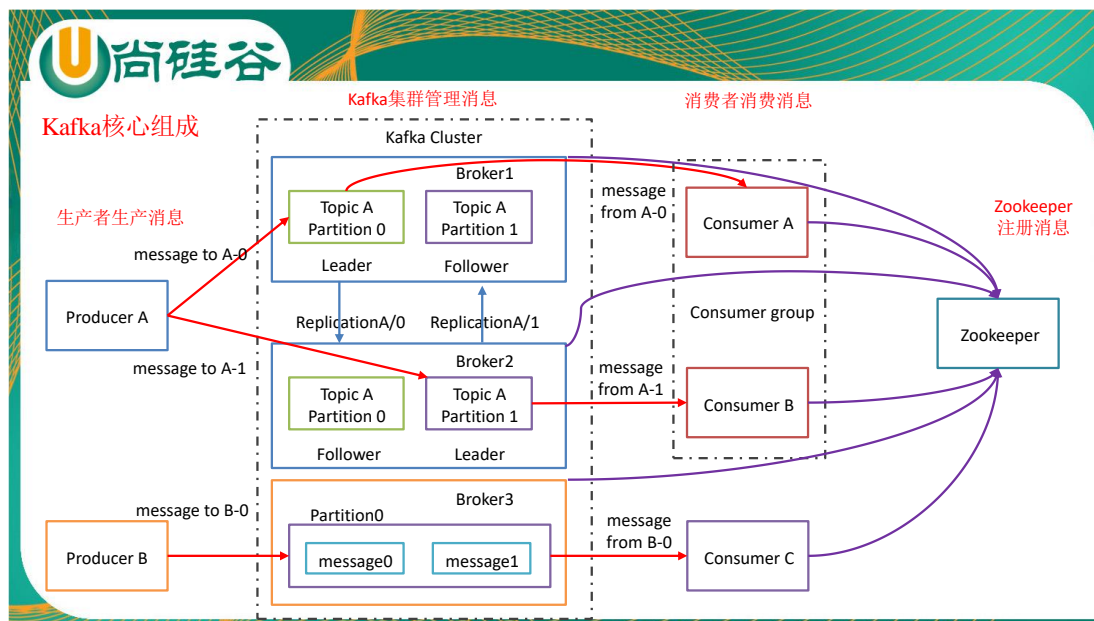 尚硅谷
Kafka核心组成
Kafka集群管理消息
消费者消费消息
Kafka Cluster
生产者生产消息
Zookeeper
注册消息
Broker1
Topic A
Partition 0
Topic A
Partition 1
Leader
Follower
message to A-0
message
from A-0
Consumer A
Producer A
ReplicationA/0
ReplicationA/1
Consumer group
Zookeeper
message to A-1
Broker2
Topic A
Partition 0
Topic A
Partition 1
Follower
Leader
message
from A-1
Consumer B
message to B-0
Broker3
Partition0
message0
message1
Producer B
message
from B-0
Consumer C